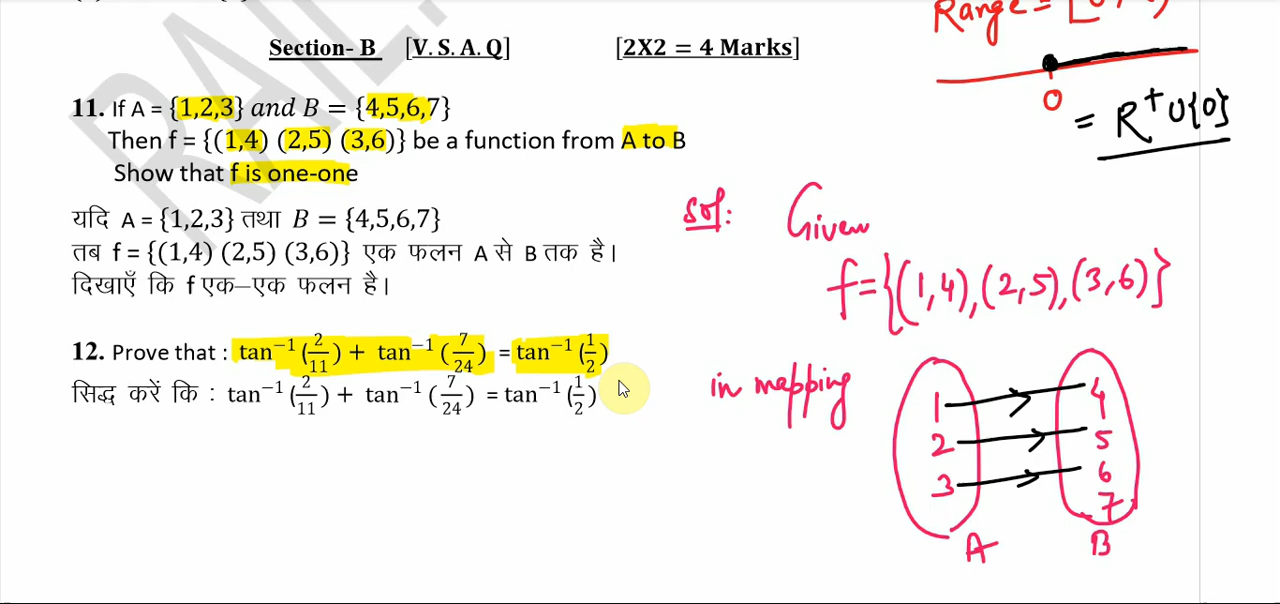 Range = [0,
Section- B [V. S. A. Q] [2X2 = 4 Marks]
0
= R⁺ ∪ {0}
11. If A = {1,2,3} and B = {4,5,6,7}
Then f = {(1,4) (2,5) (3,6)} be a function from A to B
Show that f is one-one
यदि A = {1,2,3} तथा B = {4,5,6,7}
तब f = {(1,4) (2,5) (3,6)} एक फलन A से B तक है।
दिखाएँ कि f एक–एक फलन है।
12. Prove that : tan⁻¹(2/11) + tan⁻¹(7/24) = tan⁻¹(1/2)
सिद्ध करें कि : tan⁻¹(2/11) + tan⁻¹(7/24) = tan⁻¹(1/2)
Sol: Given
f={(1,4),(2,5),(3,6)}
in mapping
1 4
2 5
3 6
7
A B